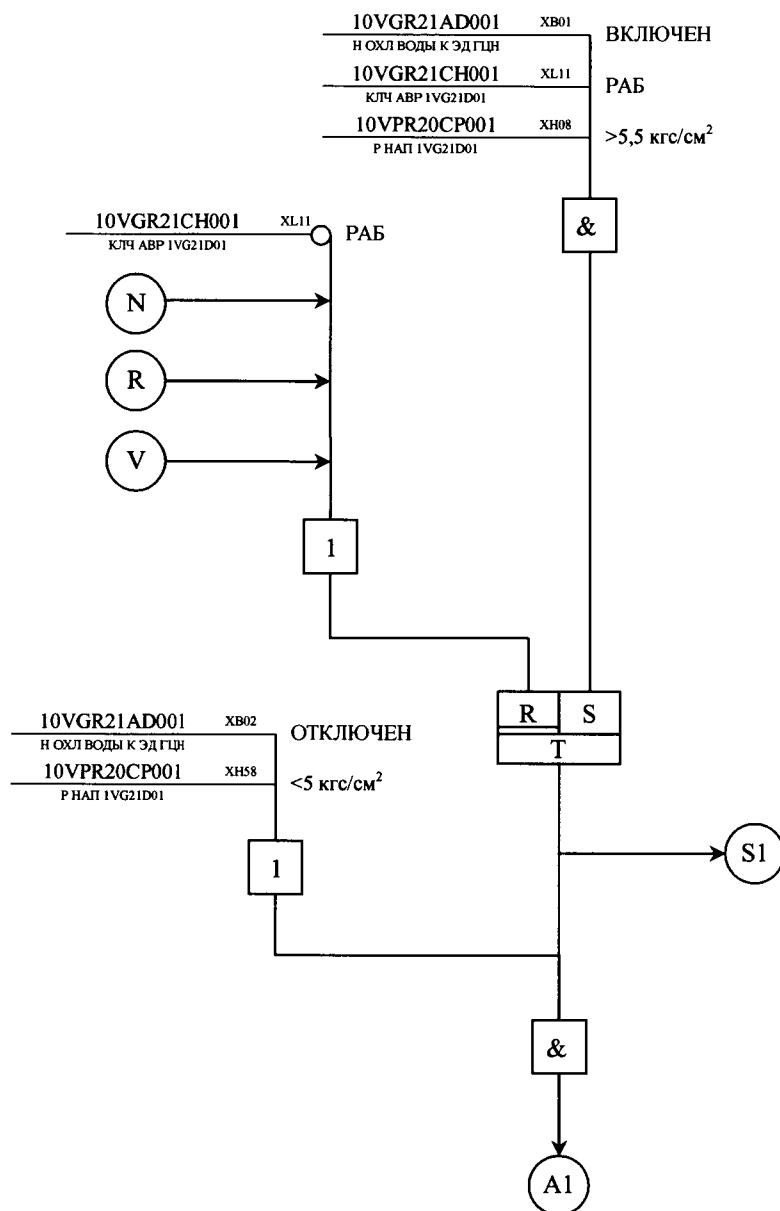 10VGR21AD001 XB01 ВКЛЮЧЕН
Н ОХЛ ВОДЫ К ЭД ГЦН
10VGR21CH001 XL11 РАБ
КЛЧ АВР 1VG21D01
10VPR20CP001 XH08 >5,5 кгс/см²
Р НАП 1VG21D01
&
10VGR21CH001 XL11 РАБ
КЛЧ АВР 1VG21D01
N
R
V
1
R S
T
10VGR21AD001 XB02 ОТКЛЮЧЕН
Н ОХЛ ВОДЫ К ЭД ГЦН
10VPR20CP001 XH58 <5 кгс/см²
Р НАП 1VG21D01
1
S1
&
A1